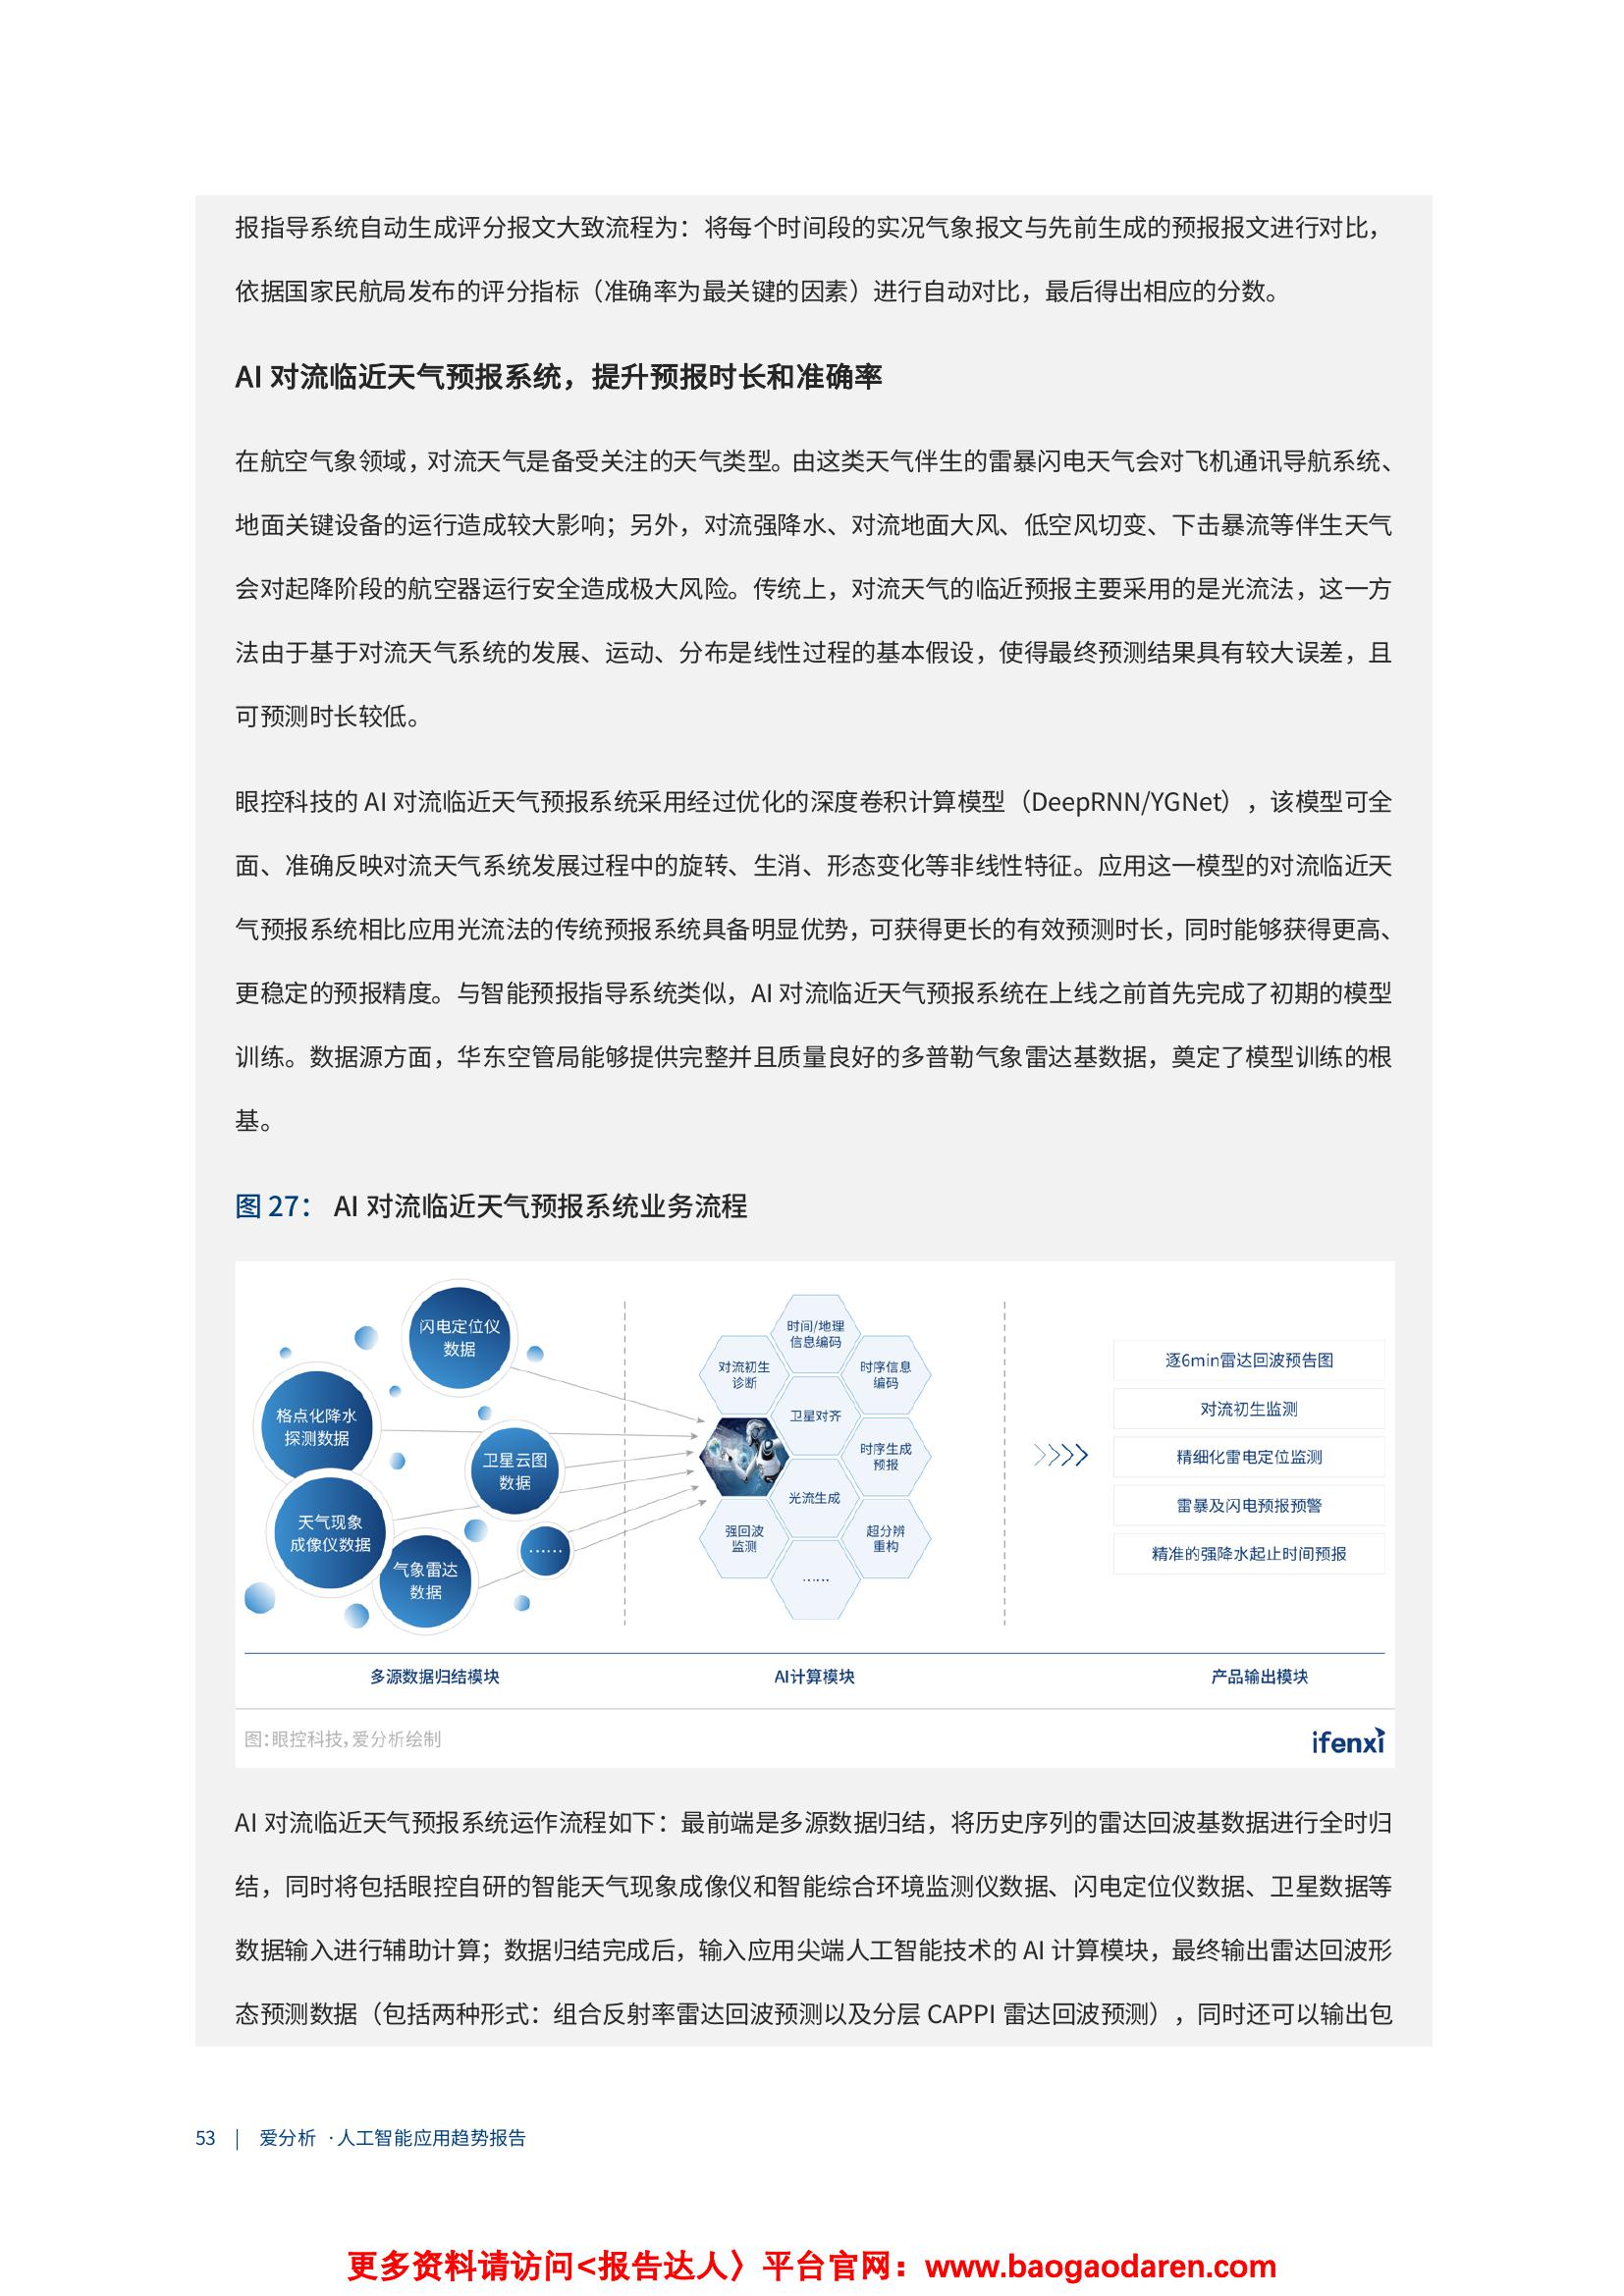 报指导系统自动生成评分报文大致流程为：将每个时间段的实况气象报文与先前生成的预报报文进行对比，
依据国家民航局发布的评分指标（准确率为最关键的因素）进行自动对比，最后得出相应的分数。
AI 对流临近天气预报系统，提升预报时长和准确率
在航空气象领域，对流天气是备受关注的天气类型。由这类天气伴生的雷暴闪电天气会对飞机通讯导航系统、
地面关键设备的运行造成较大影响；另外，对流强降水、对流地面大风、低空风切变、下击暴流等伴生天气
会对起降阶段的航空器运行安全造成极大风险。传统上，对流天气的临近预报主要采用的是光流法，这一方
法由于基于对流天气系统的发展、运动、分布是线性过程的基本假设，使得最终预测结果具有较大误差，且
可预测时长较低。
眼控科技的 AI 对流临近天气预报系统采用经过优化的深度卷积计算模型（DeepRNN/YGNet），该模型可全
面、准确反映对流天气系统发展过程中的旋转、生消、形态变化等非线性特征。应用这一模型的对流临近天
气预报系统相比应用光流法的传统预报系统具备明显优势，可获得更长的有效预测时长，同时能够获得更高、
更稳定的预报精度。与智能预报指导系统类似，AI 对流临近天气预报系统在上线之前首先完成了初期的模型
训练。数据源方面，华东空管局能够提供完整并且质量良好的多普勒气象雷达基数据，奠定了模型训练的根
基。
图 27： AI 对流临近天气预报系统业务流程
闪电定位仪
数据
格点化降水
探测数据
卫星云图
数据
天气现象
成像仪数据
气象雷达
数据
······
时间/地理
信息编码
对流初生
诊断
时序信息
编码
卫星对齐
时序生成
预报
光流生成
强回波
监测
超分辨
重构
······
逐6min雷达回波预告图
对流初生监测
精细化雷电定位监测
雷暴及闪电预报预警
精准的强降水起止时间预报
多源数据归结模块
AI计算模块
产品输出模块
图：眼控科技，爱分析绘制
ifenxi
AI 对流临近天气预报系统运作流程如下：最前端是多源数据归结，将历史序列的雷达回波基数据进行全时归
结，同时将包括眼控自研的智能天气现象成像仪和智能综合环境监测仪数据、闪电定位仪数据、卫星数据等
数据输入进行辅助计算；数据归结完成后，输入应用尖端人工智能技术的 AI 计算模块，最终输出雷达回波形
态预测数据（包括两种形式：组合反射率雷达回波预测以及分层 CAPPI 雷达回波预测），同时还可以输出包
53 | 爱分析 ·人工智能应用趋势报告
更多资料请访问<报告达人〉平台官网：www.baogaodaren.com